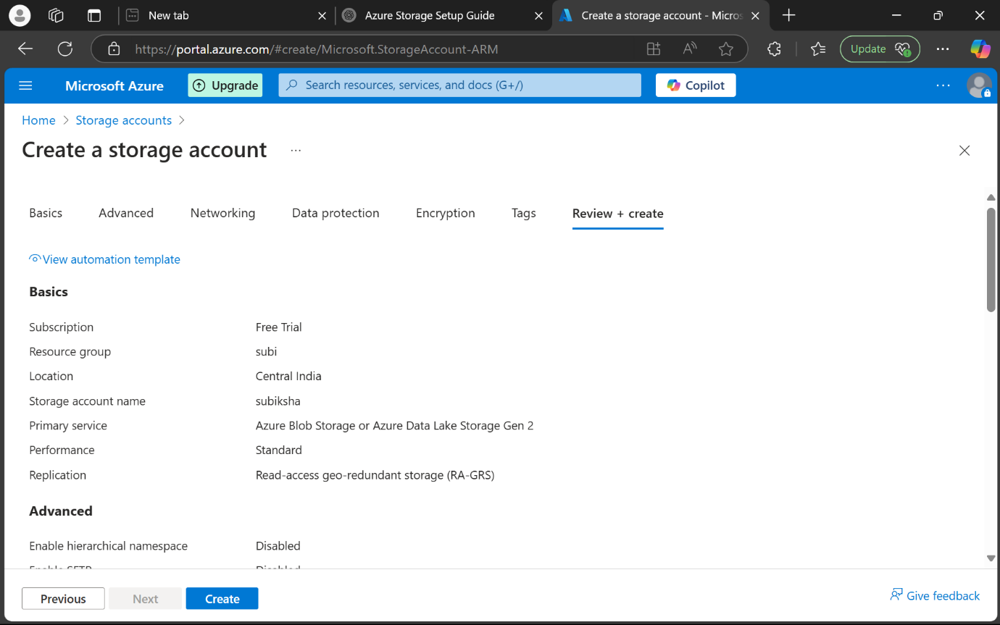 New tab
Azure Storage Setup Guide
Create a storage account - Micros
https://portal.azure.com/#create/Microsoft.StorageAccount-ARM
Update
Microsoft Azure
Upgrade
Search resources, services, and docs (G+/)
Copilot
Home > Storage accounts >
Create a storage account ...
Basics
Advanced
Networking
Data protection
Encryption
Tags
Review + create
View automation template
Basics
Subscription Free Trial
Resource group subi
Location Central India
Storage account name subiksha
Primary service Azure Blob Storage or Azure Data Lake Storage Gen 2
Performance Standard
Replication Read-access geo-redundant storage (RA-GRS)
Advanced
Enable hierarchical namespace Disabled
Enable SFTP Disabled
Previous
Next
Create
Give feedback